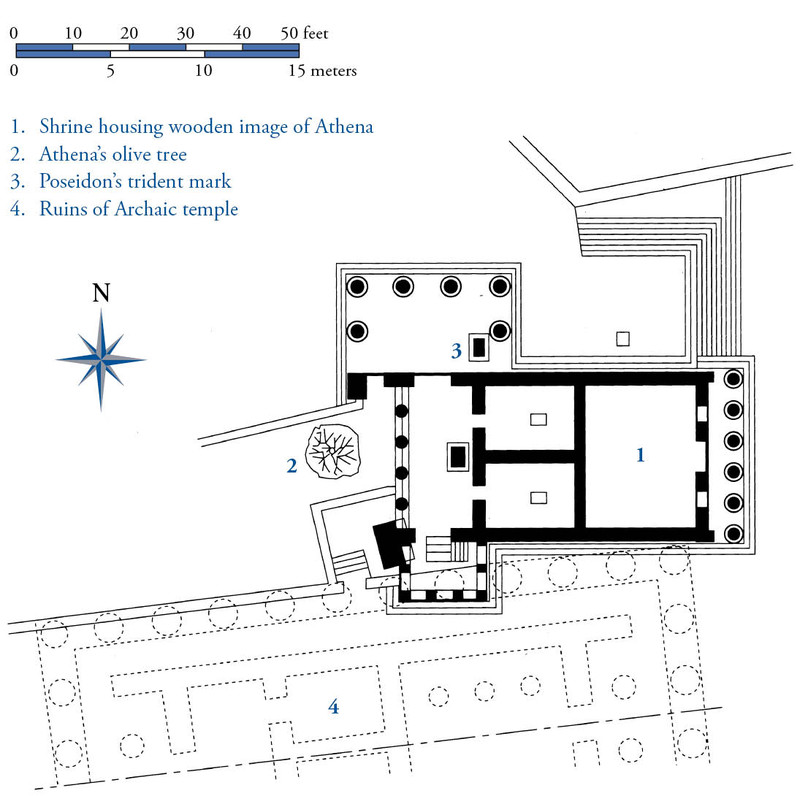 0 10 20 30 40 50 feet
0 5 10 15 meters
1. Shrine housing wooden image of Athena
2. Athena’s olive tree
3. Poseidon’s trident mark
4. Ruins of Archaic temple
N
3
2
1
4